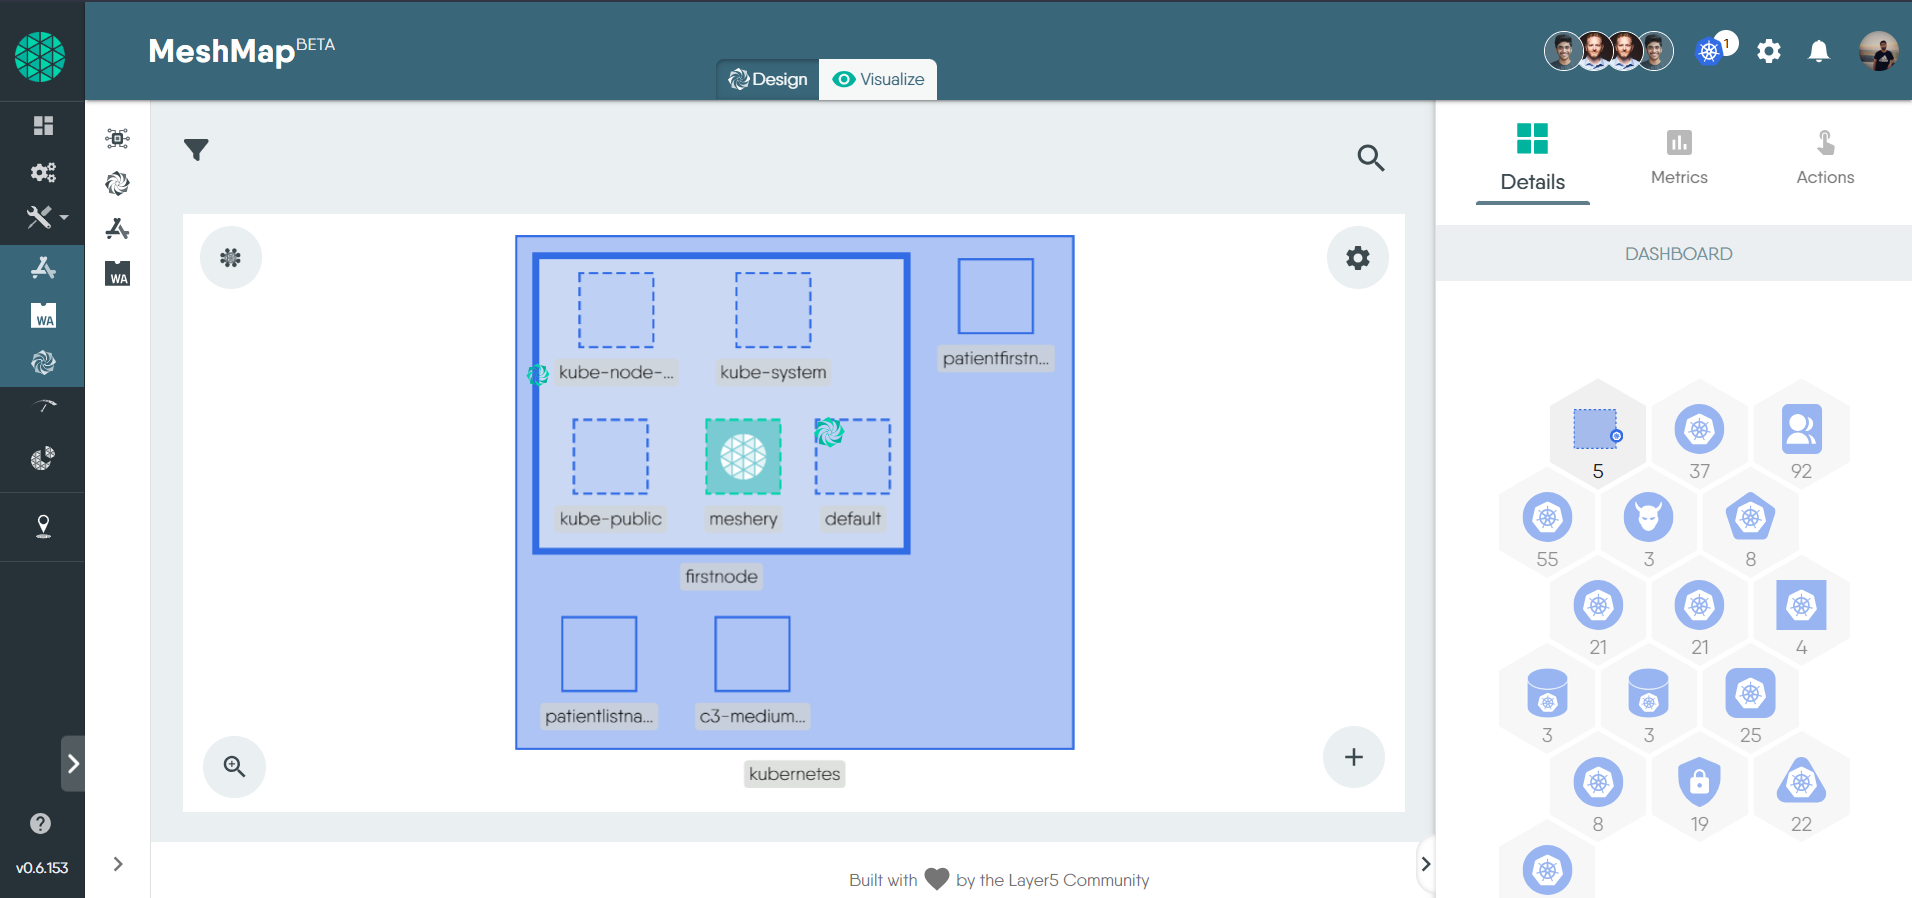 MeshMap BETA
Design
Visualize
1
Details
Metrics
Actions
DASHBOARD
WA
WA
kube-node-...
kube-system
patientfirstn...
kube-public
meshery
default
firstnode
patientlistna...
c3-medium...
kubernetes
5
37
92
55
3
8
21
21
4
3
3
25
8
19
22
v0.6.153
Built with by the Layer5 Community